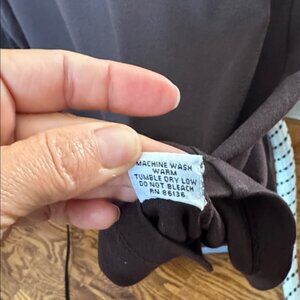 MACHINE WASH
WARM
TUMBLE DRY LOW
DO NOT BLEACH
RN 86136